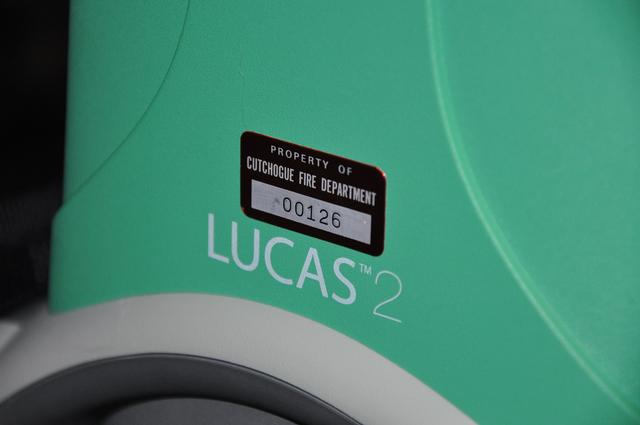 PROPERTY OF
CUTCHOGUE FIRE DEPARTMENT
00126
LUCAS™ 2